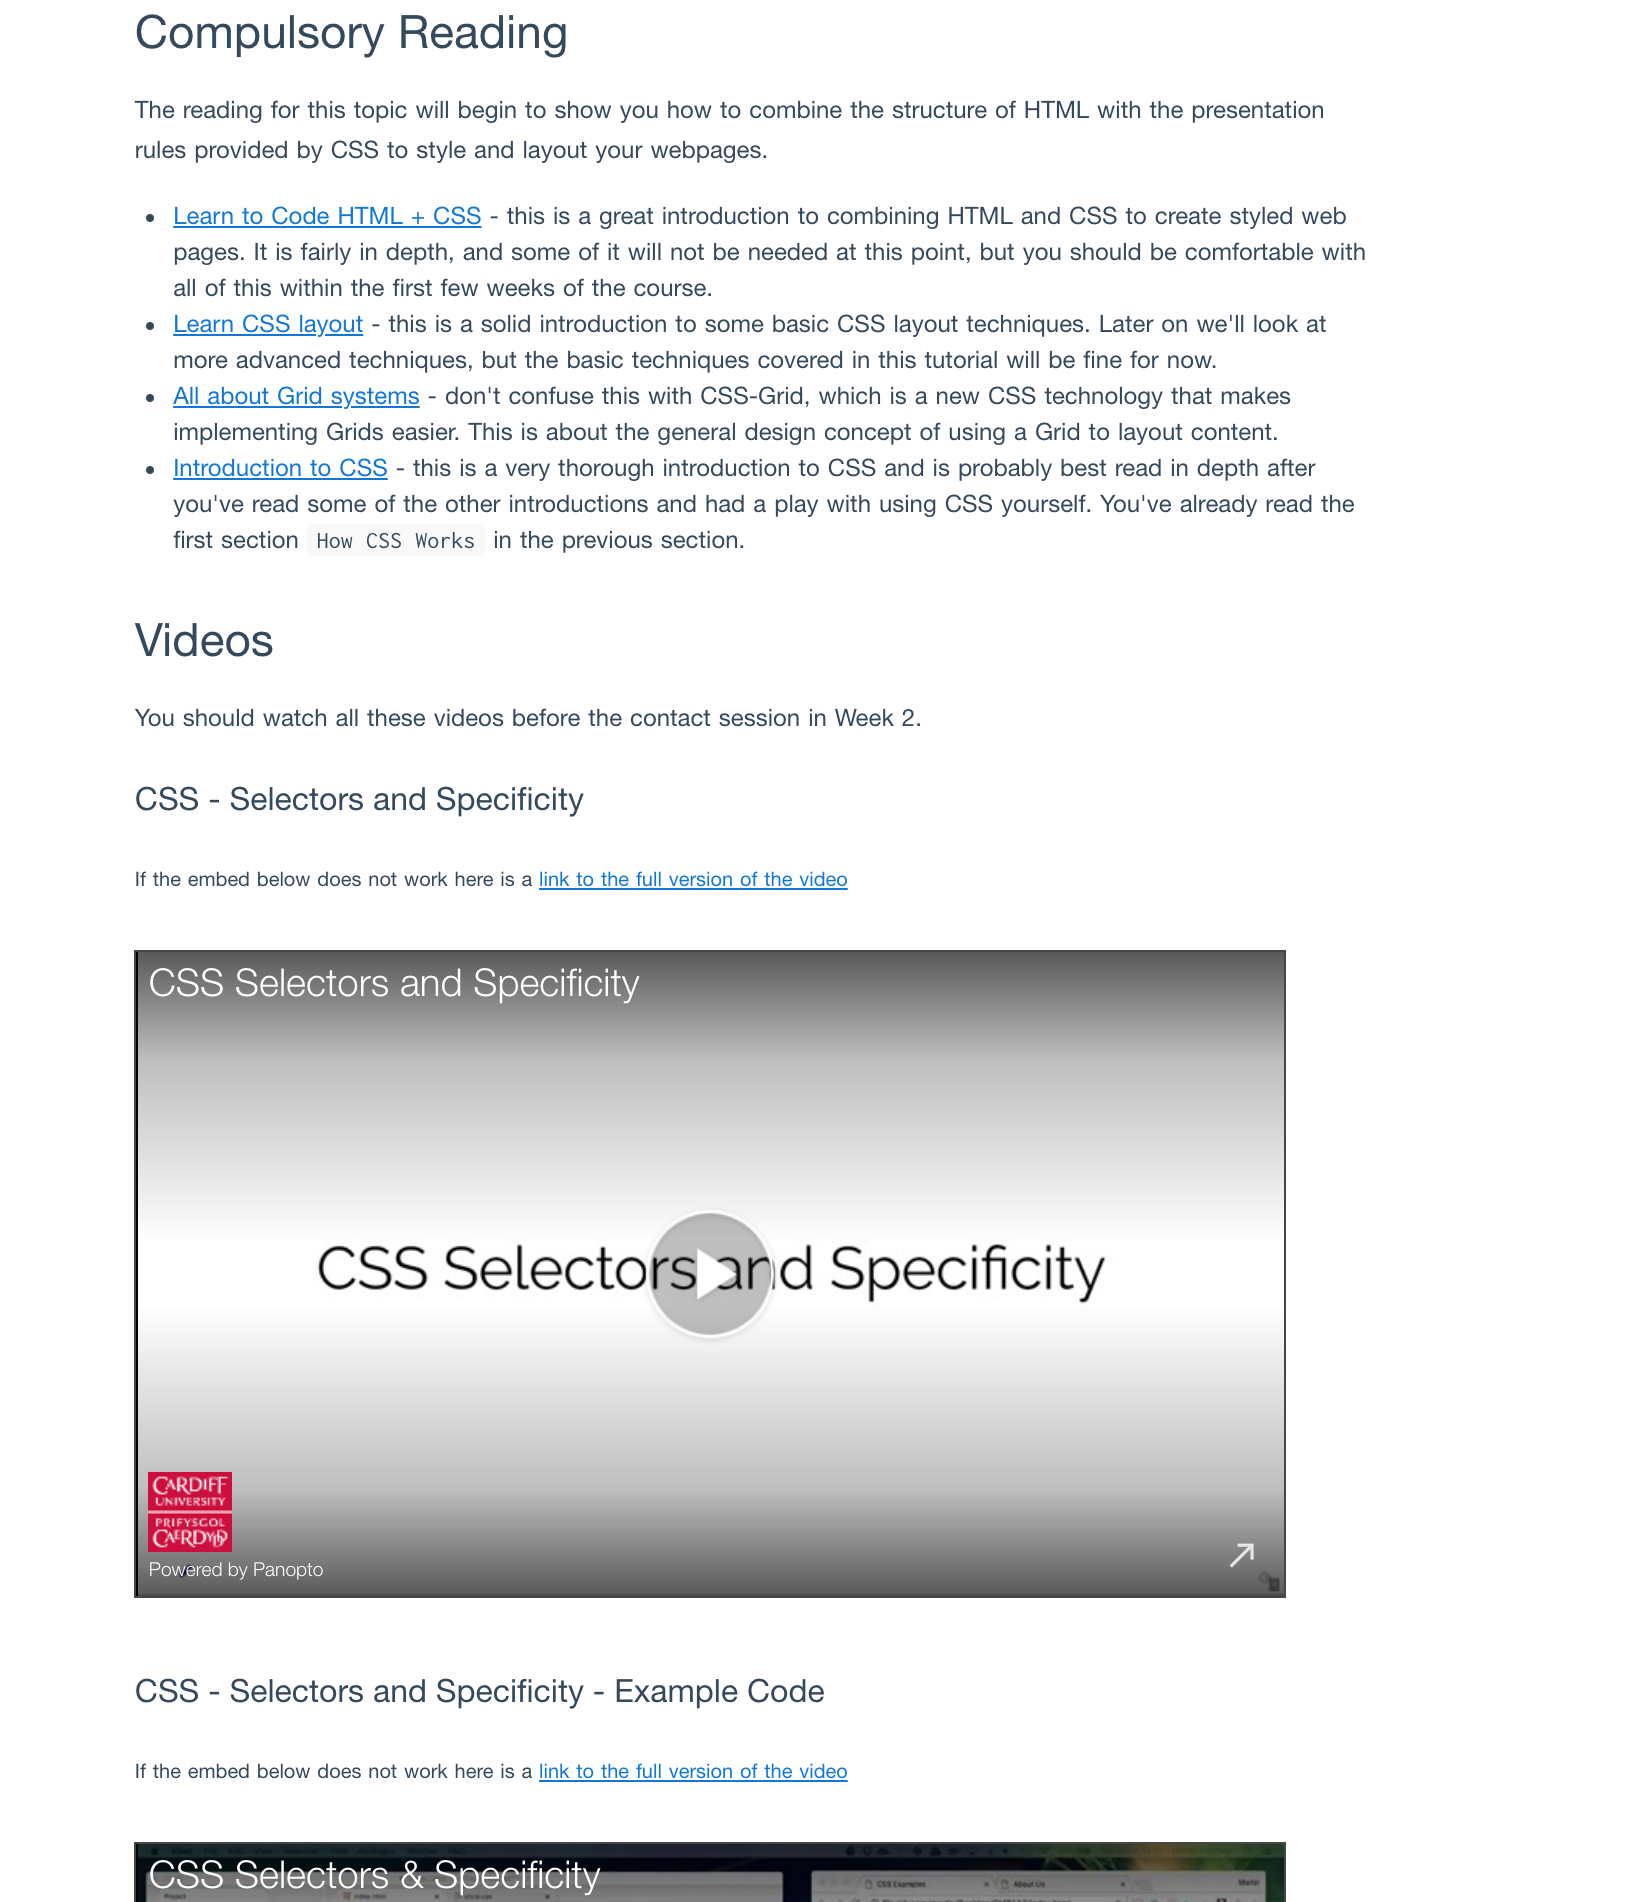 Compulsory Reading
The reading for this topic will begin to show you how to combine the structure of HTML with the presentation
rules provided by CSS to style and layout your webpages.
Learn to Code HTML + CSS - this is a great introduction to combining HTML and CSS to create styled web
pages. It is fairly in depth, and some of it will not be needed at this point, but you should be comfortable with
all of this within the first few weeks of the course.
Learn CSS layout - this is a solid introduction to some basic CSS layout techniques. Later on we'll look at
more advanced techniques, but the basic techniques covered in this tutorial will be fine for now.
All about Grid systems - don't confuse this with CSS-Grid, which is a new CSS technology that makes
implementing Grids easier. This is about the general design concept of using a Grid to layout content.
Introduction to CSS - this is a very thorough introduction to CSS and is probably best read in depth after
you've read some of the other introductions and had a play with using CSS yourself. You've already read the
first section How CSS Works in the previous section.
Videos
You should watch all these videos before the contact session in Week 2.
CSS - Selectors and Specificity
If the embed below does not work here is a link to the full version of the video
CSS Selectors and Specificity
CSS Selectors and Specificity
CARDIFF
UNIVERSITY
PRIFYSGOL
CAERDYDD
Powered by Panopto
CSS - Selectors and Specificity - Example Code
If the embed below does not work here is a link to the full version of the video
CSS Selectors & Specificity
CSS Examples
About Us
Project